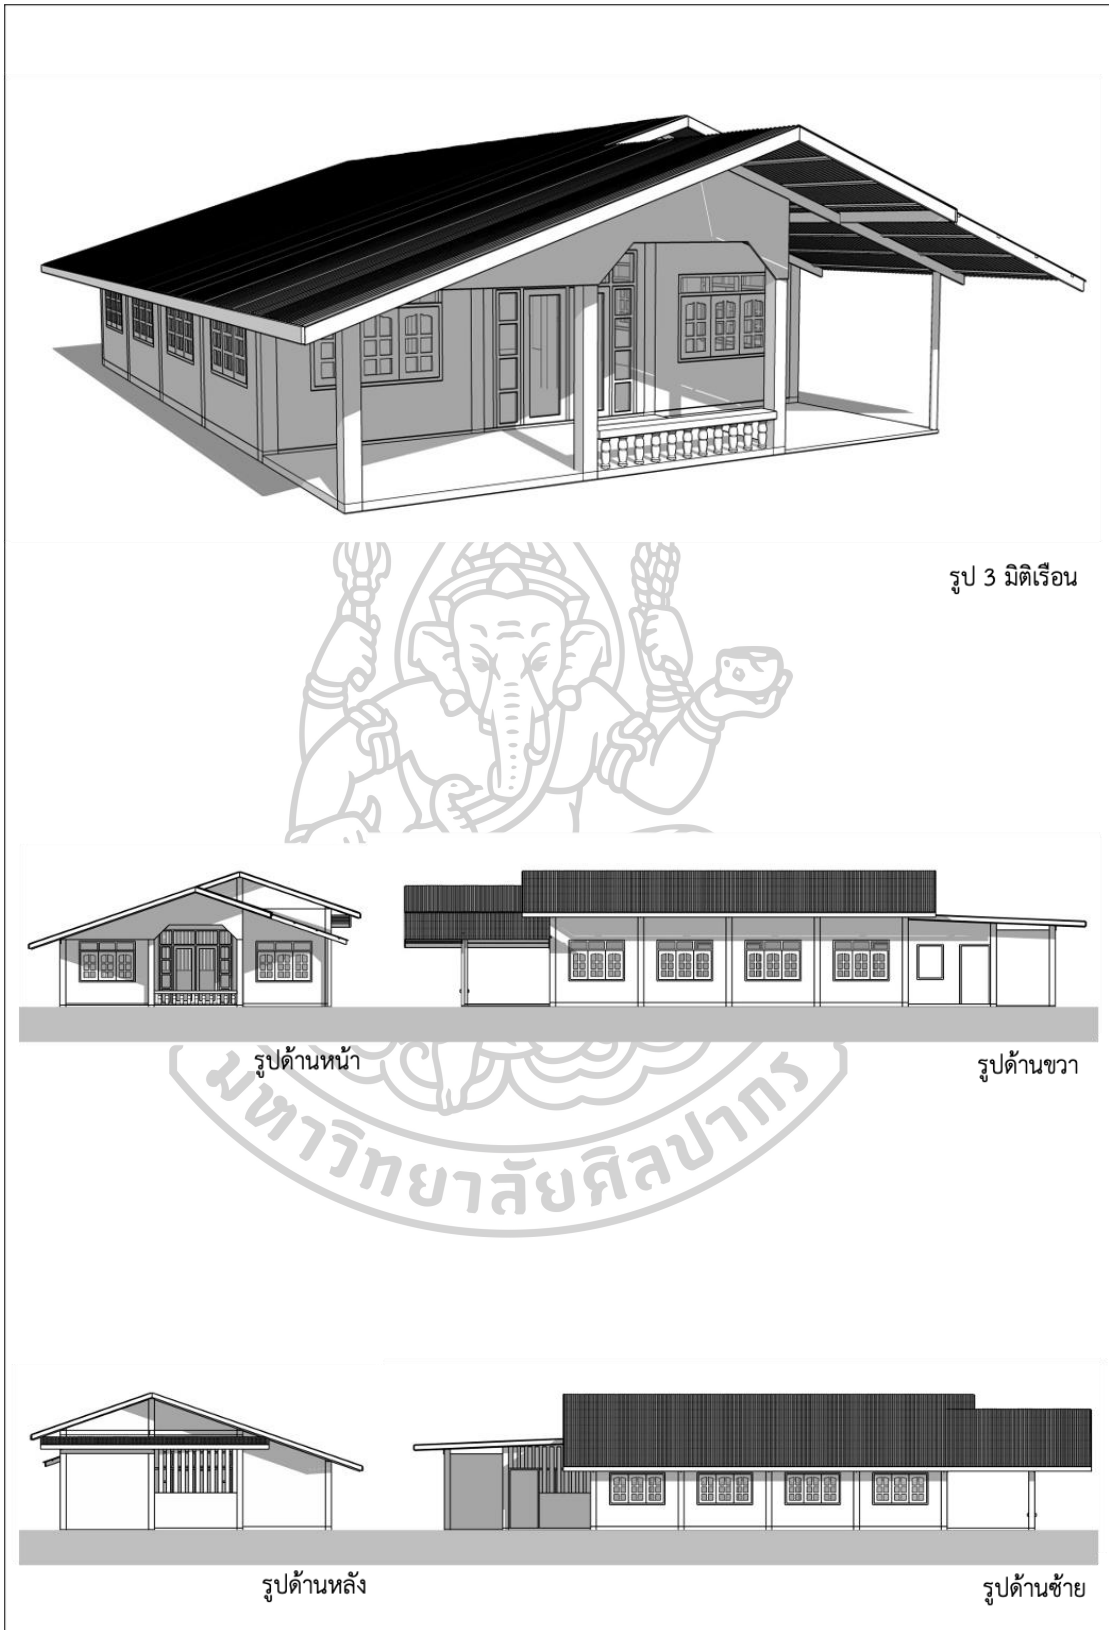 รูป 3 มิติเรือน
รูปด้านหน้า
รูปด้านขวา
มหาวิทยาลัยศิลปากร
รูปด้านหลัง
รูปด้านซ้าย